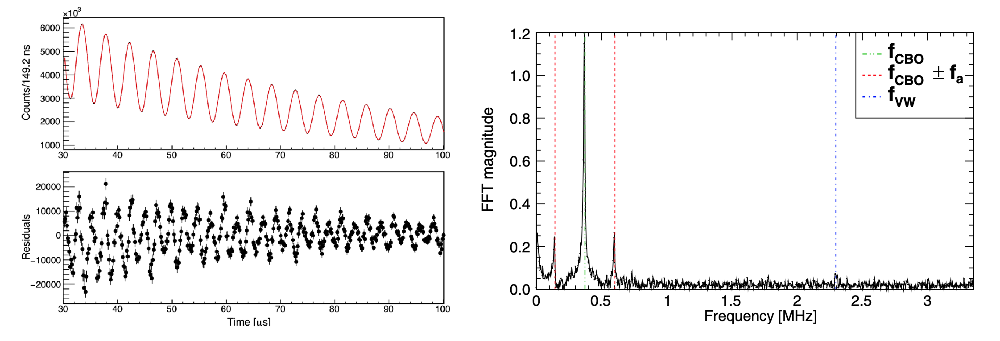 ×10³
6000
5000
4000
3000
2000
1000
Counts/149.2 ns
30 40 50 60 70 80 90 100
20000
10000
0
−10000
−20000
Residuals
30 40 50 60 70 80 90 100
Time [μs]
1.2
1.0
0.8
0.6
0.4
0.2
0.0
FFT magnitude
f_CBO
f_CBO ± f_a
f_VW
0 0.5 1 1.5 2 2.5 3
Frequency [MHz]